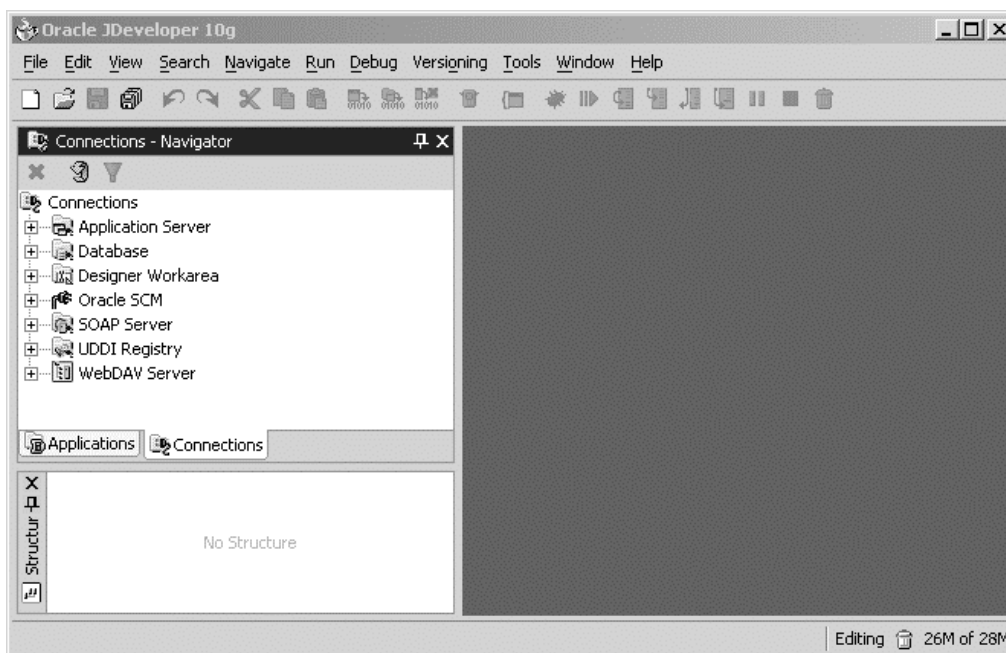 Oracle JDeveloper 10g
File Edit View Search Navigate Run Debug Versioning Tools Window Help
Connections - Navigator
Connections
Application Server
Database
Designer Workarea
Oracle SCM
SOAP Server
UDDI Registry
WebDAV Server
Applications Connections
Structur
No Structure
Editing 26M of 28M